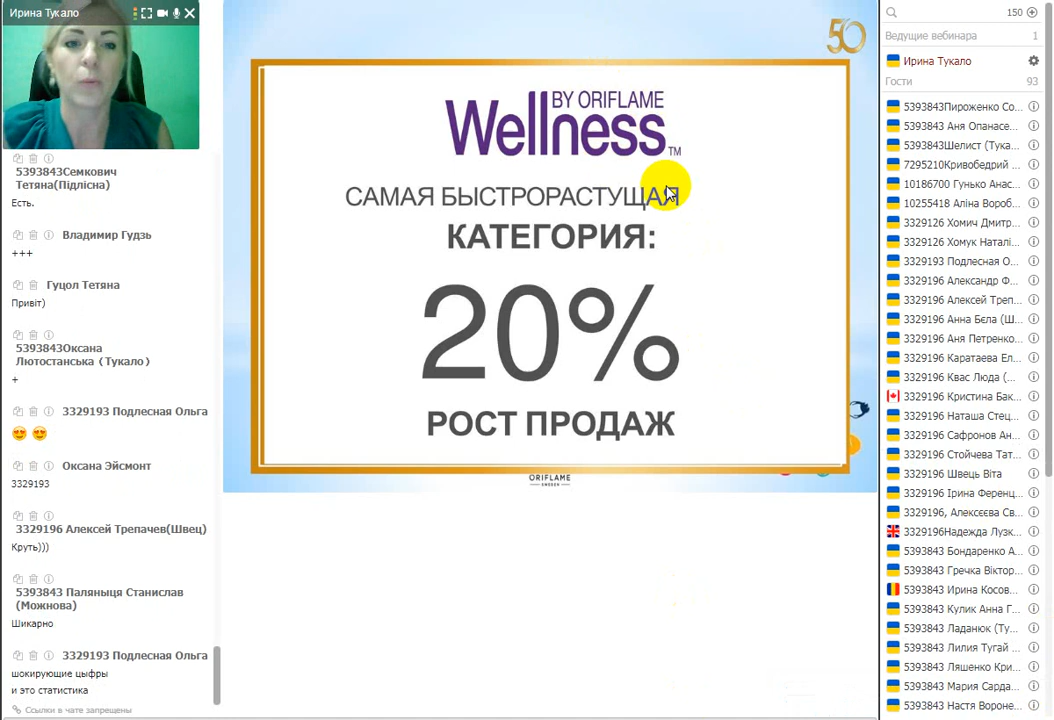 Ирина Тукало
5393843Семкович
Тетяна(Підлісна)
Есть.
Владимир Гудзь
+++
Гуцол Тетяна
Привіт)
5393843Оксана
Лютостанська (Тукало)
+
3329193 Подлесная Ольга
Оксана Эйсмонт
3329193
3329196 Алексей Трепачев(Швец)
Круть)))
5393843 Паляныця Станислав
(Можнова)
Шикарно
3329193 Подлесная Ольга
шокирующие цыфры
и это статистика
Ссылки в чате запрещены
50
BY ORIFLAME
Wellness™
САМАЯ БЫСТРОРАСТУЩАЯ
КАТЕГОРИЯ:
20%
РОСТ ПРОДАЖ
ORIFLAME
SWEDEN
150
Ведущие вебинара 1
Ирина Тукало
Гости 93
5393843Пироженко Со...
5393843 Аня Опанасе...
5393843Шелист (Тука...
7295210Кривобедрий ...
10186700 Гунько Анас...
10255418 Аліна Вороб...
3329126 Хомич Дмитр...
3329126 Хомук Наталі...
3329193 Подлесная О...
3329196 Александр Ф...
3329196 Алексей Треп...
3329196 Анна Бєла (Ш...
3329196 Аня Петренко...
3329196 Каратаева Ел...
3329196 Квас Люда (...
3329196 Кристина Бак...
3329196 Наташа Стец...
3329196 Сафронов Ан...
3329196 Стойчева Тат...
3329196 Швець Віта
3329196 Ірина Ференц...
3329196, Алексєєва Св...
3329196Надежда Лузк...
5393843 Бондаренко А...
5393843 Гречка Віктор...
5393843 Ирина Косов...
5393843 Кулик Анна Г...
5393843 Ладанюк (Ту...
5393843 Лилия Тугай ...
5393843 Ляшенко Кри...
5393843 Мария Сарда...
5393843 Настя Вороне...